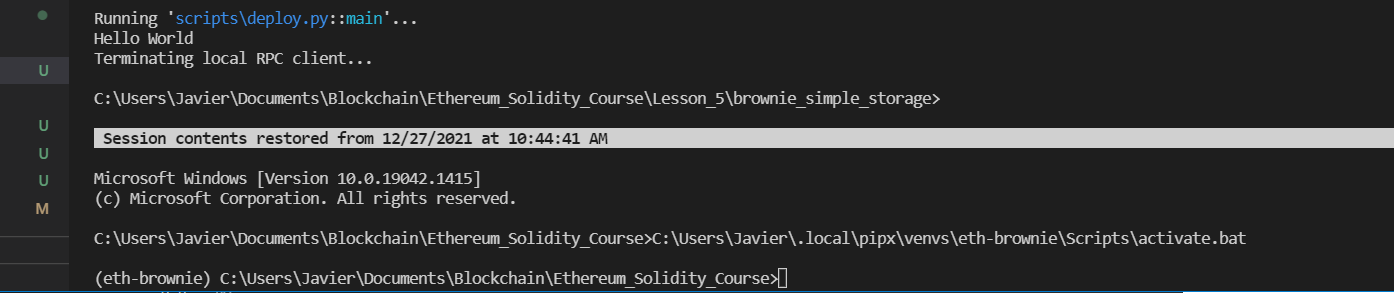 Running 'scripts\deploy.py::main'...
Hello World
Terminating local RPC client...
U
C:\Users\Javier\Documents\Blockchain\Ethereum_Solidity_Course\Lesson_5\brownie_simple_storage>
U
Session contents restored from 12/27/2021 at 10:44:41 AM
U
U
Microsoft Windows [Version 10.0.19042.1415]
(c) Microsoft Corporation. All rights reserved.
M
C:\Users\Javier\Documents\Blockchain\Ethereum_Solidity_Course>C:\Users\Javier\.local\pipx\venvs\eth-brownie\Scripts\activate.bat
(eth-brownie) C:\Users\Javier\Documents\Blockchain\Ethereum_Solidity_Course>